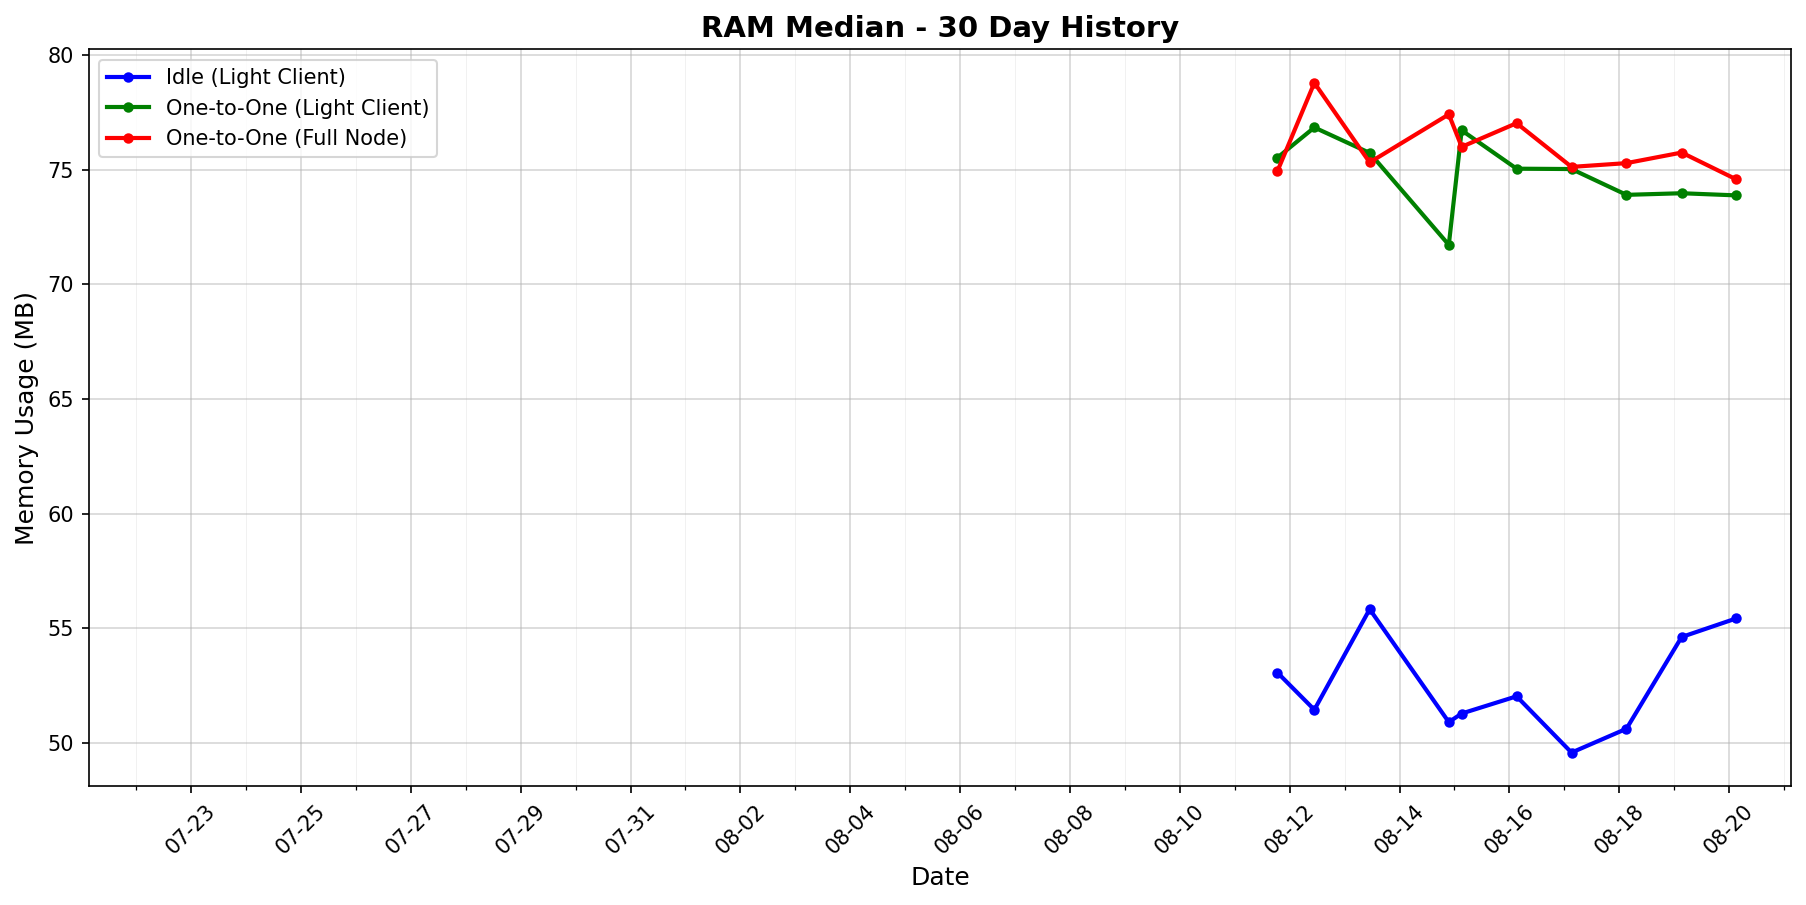 RAM Median - 30 Day History
Idle (Light Client)
One-to-One (Light Client)
One-to-One (Full Node)
Memory Usage (MB)
80
75
70
65
60
55
50
07-23 07-25 07-27 07-29 07-31 08-02 08-04 08-06 08-08 08-10 08-12 08-14 08-16 08-18 08-20
Date